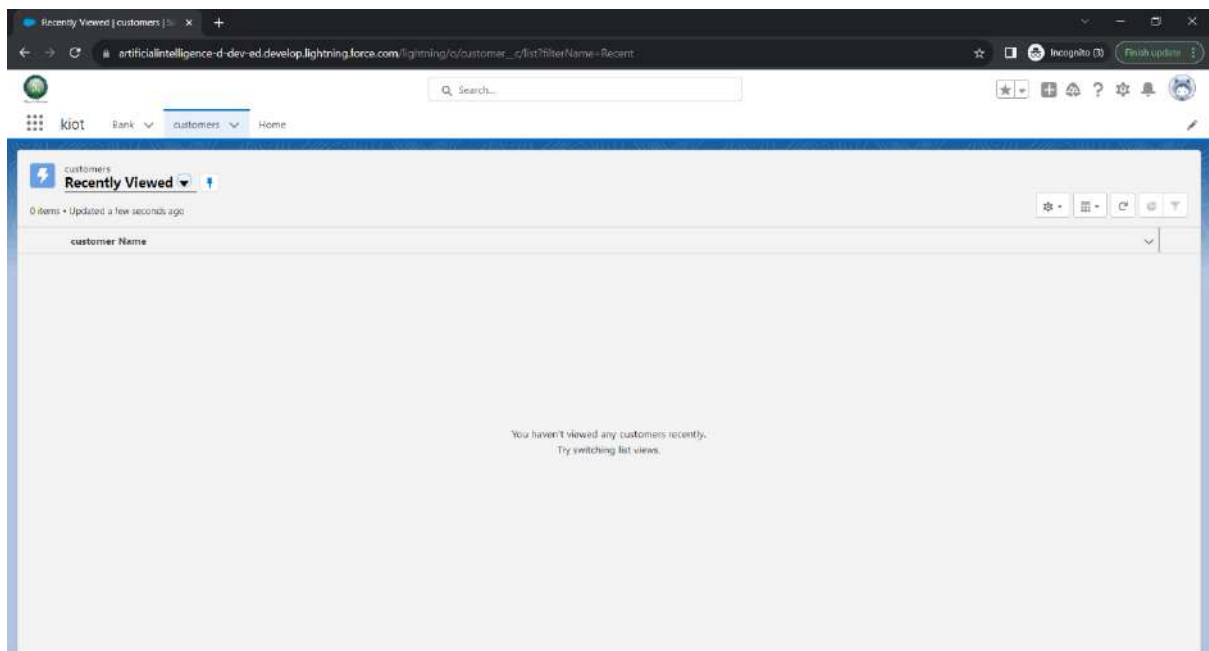 Recently Viewed | customers | S
artificialintelligence-d-dev-ed.develop.lightning.force.com/lightning/o/customer__c/list?filterName=Recent
Incognito (3)
Finish update
Search...
kiot
Bank
customers
Home
customers
Recently Viewed
0 items • Updated a few seconds ago
customer Name
You haven't viewed any customers recently.
Try switching list views.